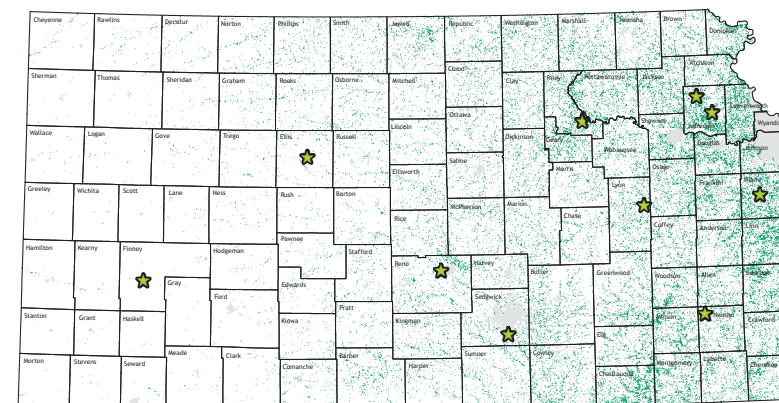 Cheyenne
Rawlins
Decatur
Norton
Phillips
Smith
Jewell
Republic
Washington
Marshall
Nemaha
Brown
Doniphan
Sherman
Thomas
Sheridan
Graham
Rooks
Osborne
Mitchell
Cloud
Clay
Riley
Pottawatomie
Jackson
Atchison
Jefferson
Leavenworth
Wyando
Wallace
Logan
Gove
Trego
Ellis
Russell
Lincoln
Ottawa
Dickinson
Geary
Wabaunsee
Shawnee
Douglas
Johnson
Greeley
Wichita
Scott
Lane
Ness
Rush
Barton
Ellsworth
Saline
Morris
Lyon
Osage
Franklin
Miami
Rice
McPherson
Marion
Chase
Coffey
Anderson
Linn
Hamilton
Kearny
Finney
Hodgeman
Pawnee
Stafford
Reno
Harvey
Butler
Greenwood
Woodson
Allen
Gray
Ford
Edwards
Pratt
Sedgwick
Stanton
Grant
Haskell
Kiowa
Kingman
Elk
Wilson
Neosho
Crawford
Morton
Stevens
Seward
Meade
Clark
Comanche
Barber
Harper
Sumner
Cowley
Chautauqua
Montgomery
Labette
Cherokee